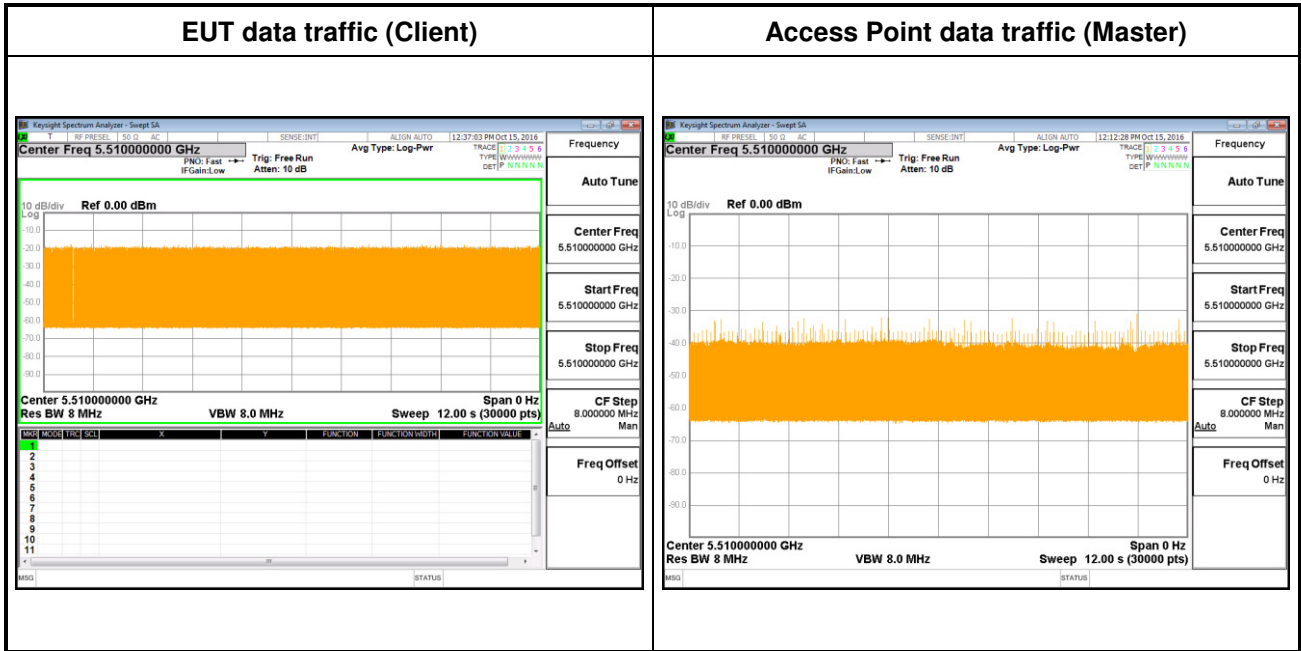 EUT data traffic (Client)
Access Point data traffic (Master)
Keysight Spectrum Analyzer - Swept SA
T RF PRESEL 50 Ω AC SENSE:INT ALIGN AUTO 12:37:03 PM Oct 15, 2016
Center Freq 5.510000000 GHz
PNO: Fast
IFGain:Low
Trig: Free Run
Atten: 10 dB
Avg Type: Log-Pwr
TRACE 1 2 3 4 5 6
TYPE WWWWWW
DET P N N N N N
10 dB/div
Log
Ref 0.00 dBm
-10.0
-20.0
-30.0
-40.0
-50.0
-60.0
-70.0
-80.0
-90.0
Center 5.510000000 GHz
Span 0 Hz
Res BW 8 MHz
VBW 8.0 MHz
Sweep 12.00 s (30000 pts)
MKR MODE TRC SCL X Y FUNCTION FUNCTION WIDTH FUNCTION VALUE
1
2
3
4
5
6
7
8
9
10
11
MSG
STATUS
Frequency
Auto Tune
Center Freq
5.510000000 GHz
Start Freq
5.510000000 GHz
Stop Freq
5.510000000 GHz
CF Step
8.000000 MHz
Auto Man
Freq Offset
0 Hz
Keysight Spectrum Analyzer - Swept SA
RF PRESEL 50 Ω AC SENSE:INT ALIGN AUTO 12:12:28 PM Oct 15, 2016
Center Freq 5.510000000 GHz
PNO: Fast
IFGain:Low
Trig: Free Run
Atten: 10 dB
Avg Type: Log-Pwr
TRACE 1 2 3 4 5 6
TYPE WWWWWW
DET P N N N N N
10 dB/div
Log
Ref 0.00 dBm
-10.0
-20.0
-30.0
-40.0
-50.0
-60.0
-70.0
-80.0
-90.0
Center 5.510000000 GHz
Span 0 Hz
Res BW 8 MHz
VBW 8.0 MHz
Sweep 12.00 s (30000 pts)
MSG
STATUS
Frequency
Auto Tune
Center Freq
5.510000000 GHz
Start Freq
5.510000000 GHz
Stop Freq
5.510000000 GHz
CF Step
8.000000 MHz
Auto Man
Freq Offset
0 Hz